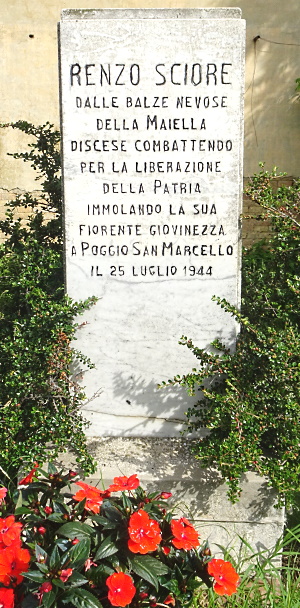 RENZO SCIORE
DALLE BALZE NEVOSE
DELLA MAIELLA
DISCESE COMBATTENDO
PER LA LIBERAZIONE
DELLA PATRIA
IMMOLANDO LA SUA
FIORENTE GIOVINEZZA
A POGGIO SAN MARCELLO
IL 25 LUGLIO 1944